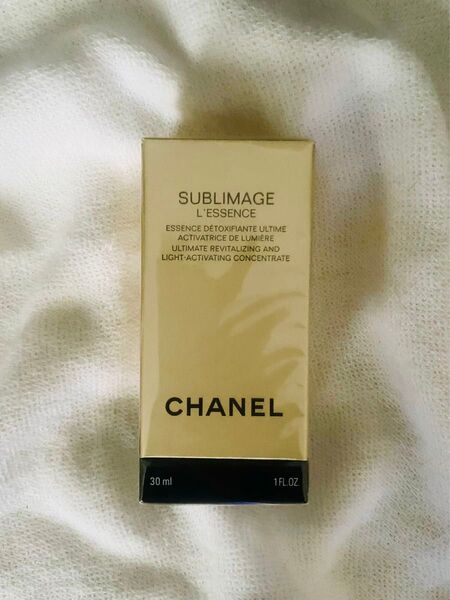 SUBLIMAGE
L'ESSENCE
ESSENCE DÉTOXIFIANTE ULTIME
ACTIVATRICE DE LUMIÈRE
ULTIMATE REVITALIZING AND
LIGHT-ACTIVATING CONCENTRATE
CHANEL
30 ml 1 FL.OZ.